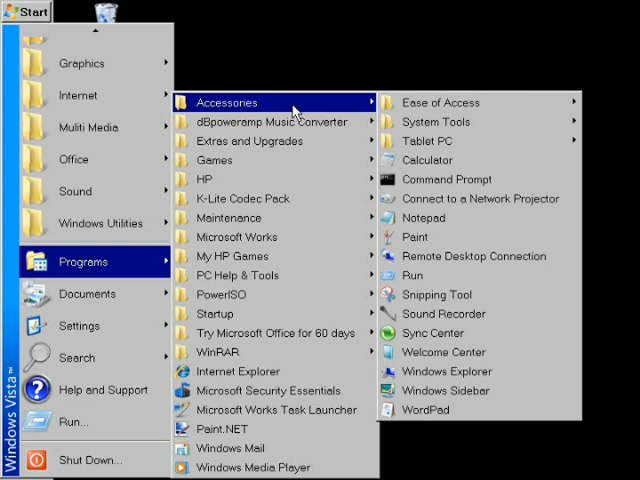 Start
Graphics
Internet
Muliti Media
Office
Sound
Windows Utilities
Programs
Documents
Settings
Search
Help and Support
Run...
Shut Down...
Windows Vista™
Accessories
dBpoweramp Music Converter
Extras and Upgrades
Games
HP
K-Lite Codec Pack
Maintenance
Microsoft Works
My HP Games
PC Help & Tools
PowerISO
Startup
Try Microsoft Office for 60 days
WinRAR
Internet Explorer
Microsoft Security Essentials
Microsoft Works Task Launcher
Paint.NET
Windows Mail
Windows Media Player
Ease of Access
System Tools
Tablet PC
Calculator
Command Prompt
Connect to a Network Projector
Notepad
Paint
Remote Desktop Connection
Run
Snipping Tool
Sound Recorder
Sync Center
Welcome Center
Windows Explorer
Windows Sidebar
WordPad